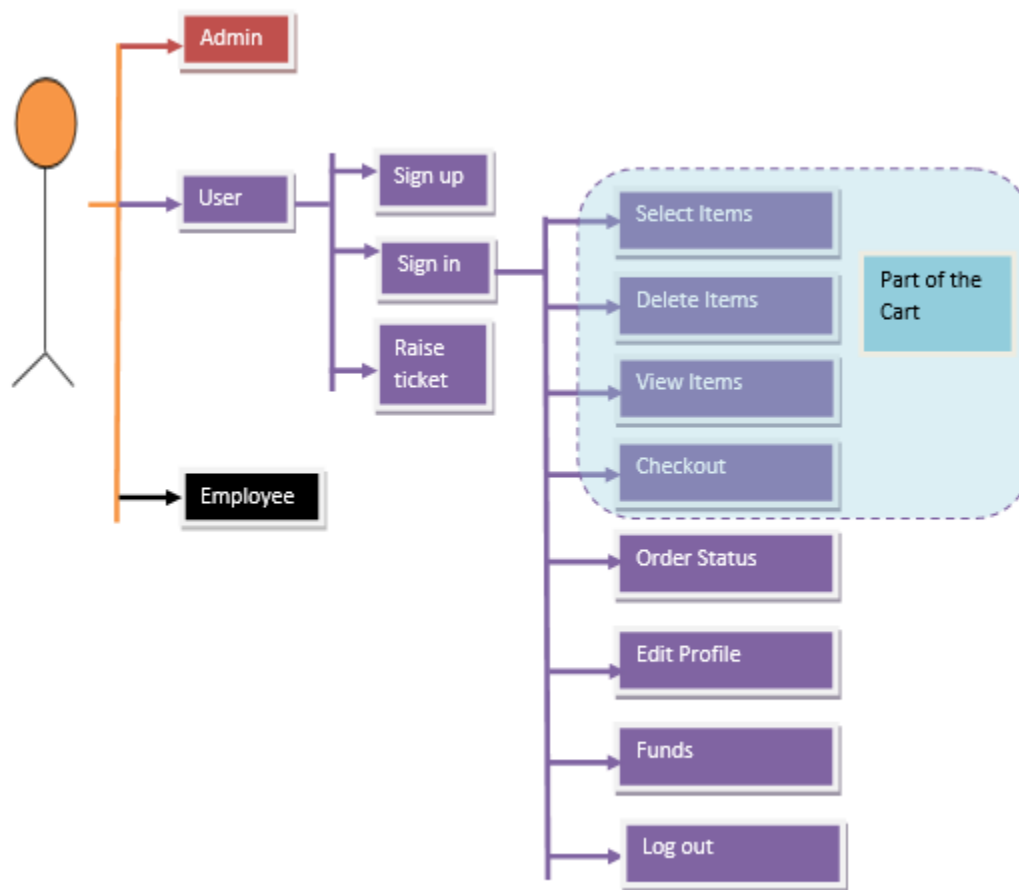 Admin
User
Sign up
Sign in
Raise
ticket
Employee
Select Items
Delete Items
View Items
Checkout
Part of the
Cart
Order Status
Edit Profile
Funds
Log out